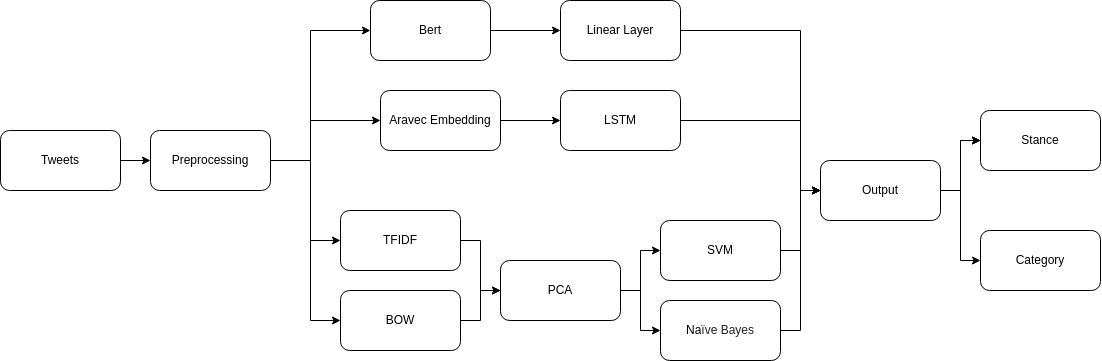 Tweets
Preprocessing
Bert
Linear Layer
Aravec Embedding
LSTM
TFIDF
BOW
PCA
SVM
Naïve Bayes
Output
Stance
Category